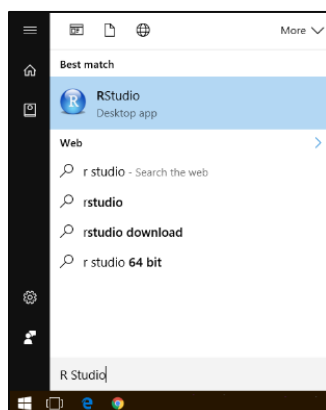 More
Best match
R
RStudio
Desktop app
Web
r studio - Search the web
rstudio
rstudio download
r studio 64 bit
R Studio